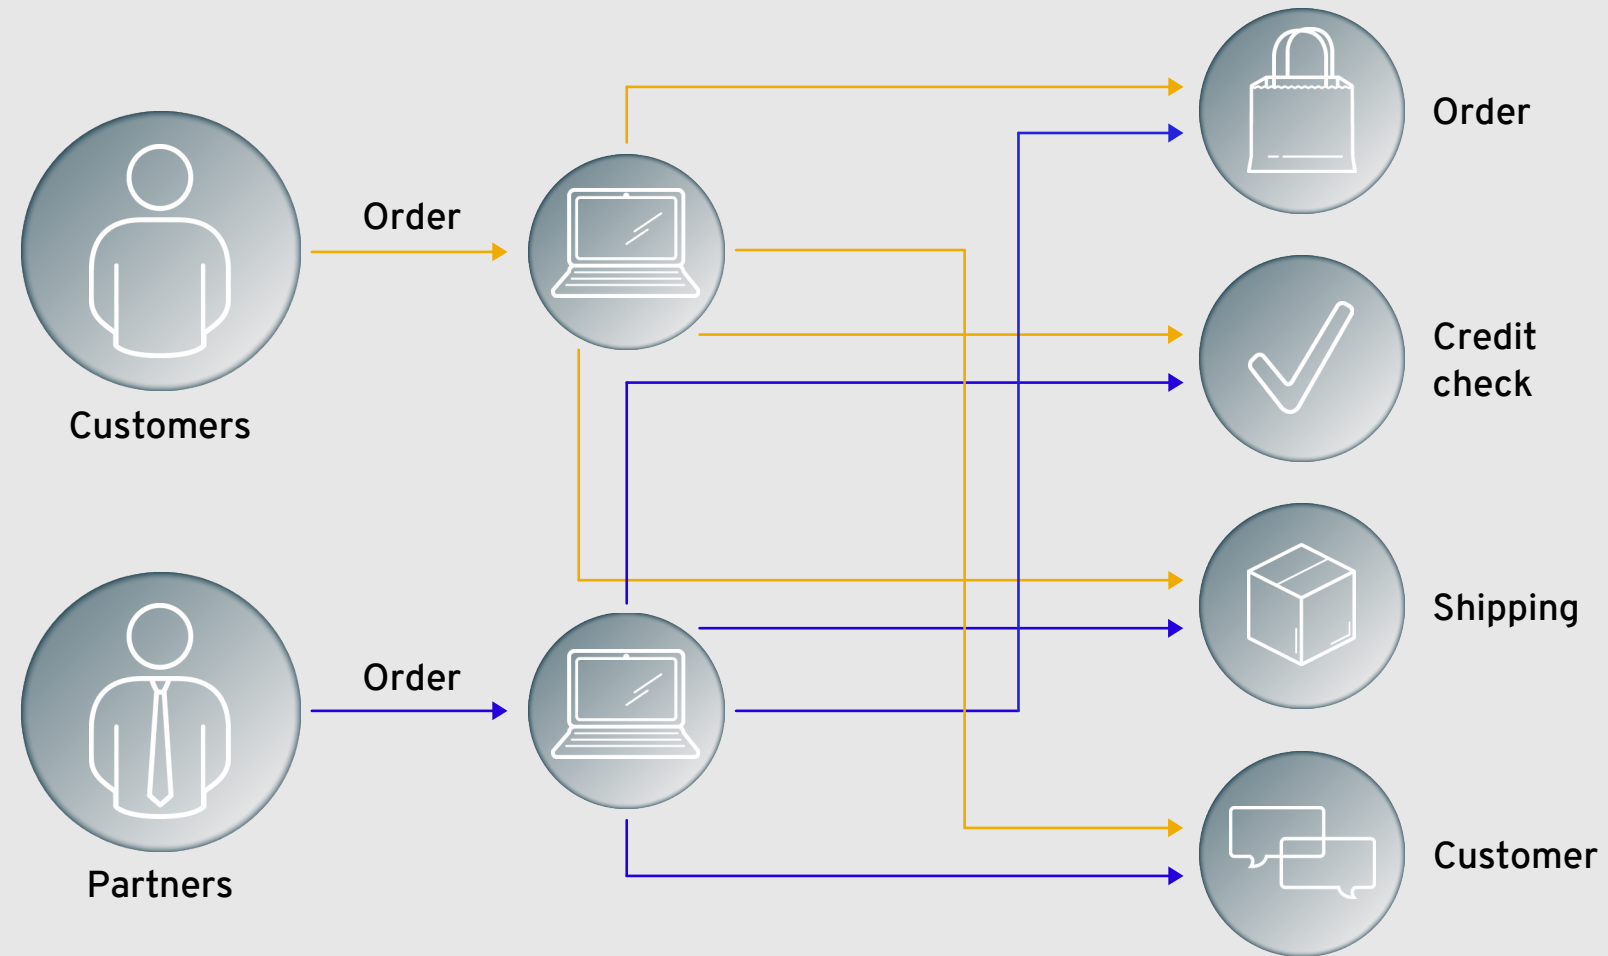 Order
Order
Customers
Credit
check
Shipping
Order
Partners
Customer